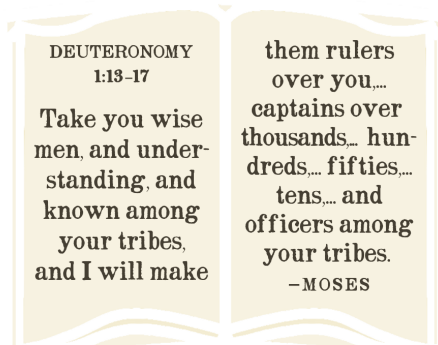 DEUTERONOMY
1:13–17
Take you wise
men, and under-
standing, and
known among
your tribes,
and I will make
them rulers
over you,...
captains over
thousands,... hun-
dreds,... fifties,...
tens,... and
officers among
your tribes.
–MOSES